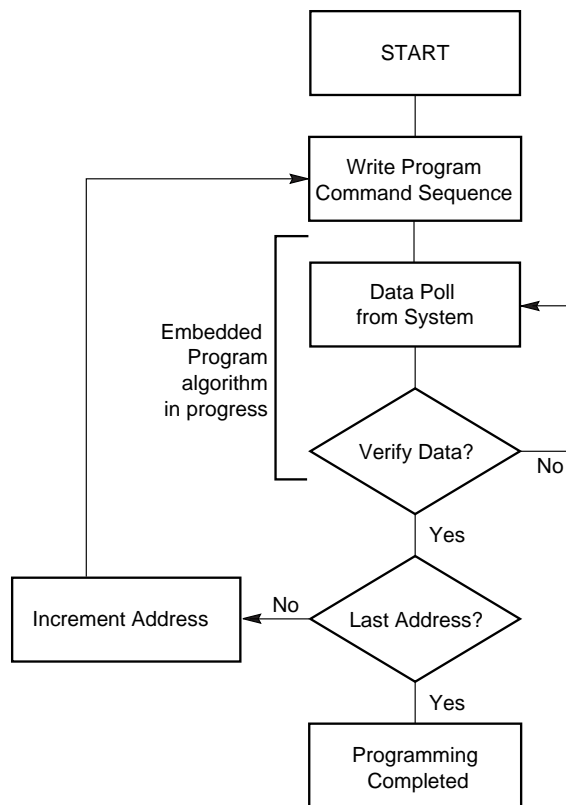 START
Write Program
Command Sequence
Data Poll
from System
Embedded
Program
algorithm
in progress
Verify Data?
No
Yes
Last Address?
No
Increment Address
Yes
Programming
Completed